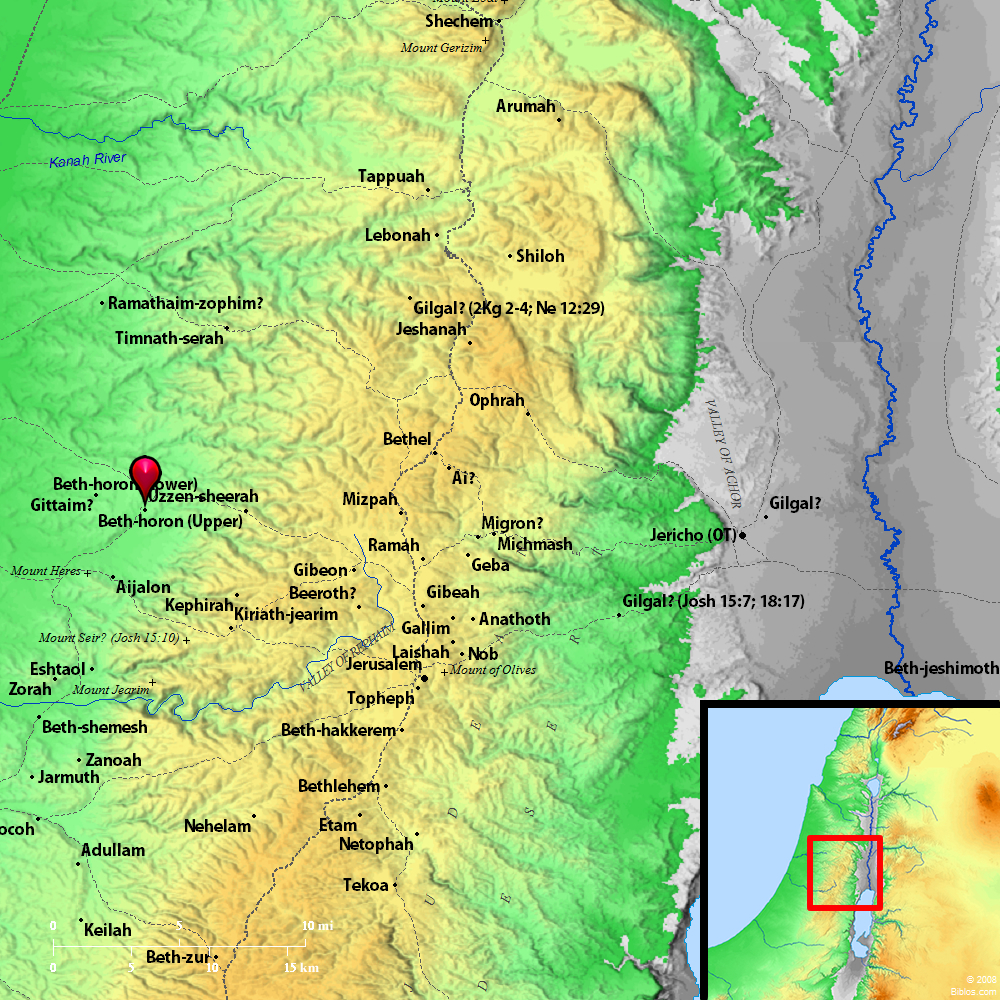 Shechem
Mount Gerizim
Arumah
Kanah River
Tappuah
Lebonah
Shiloh
Ramathaim-zophim?
Gilgal? (2Kg 2-4; Ne 12:29)
Jeshanah
Timnath-serah
Ophrah
VALLEY OF ACHOR
Bethel
Ai?
Beth-horon (Lower)
Uzzen-sheerah
Gittaim?
Mizpah
Gilgal?
Beth-horon (Upper)
Migron?
Jericho (OT)
Ramah
Michmash
Geba
Mount Heres
Gibeon
Aijalon
Beeroth?
Gibeah
Kephirah
Gilgal? (Josh 15:7; 18:17)
Kiriath-jearim
Anathoth
Gallim
Mount Seir? (Josh 15:10)
VALLEY OF REPHAIM
Laishah
Nob
Jerusalem
Mount of Olives
Eshtaol
Beth-jeshimoth
Zorah
Mount Jearim
Topheph
Beth-shemesh
Beth-hakkerem
Zanoah
Jarmuth
Bethlehem
ocoh
Nehelam
Etam
Netophah
Adullam
Tekoa
Keilah
0 5 10 mi
Beth-zur
0 5 10 15 km
© 2008
Biblos.com